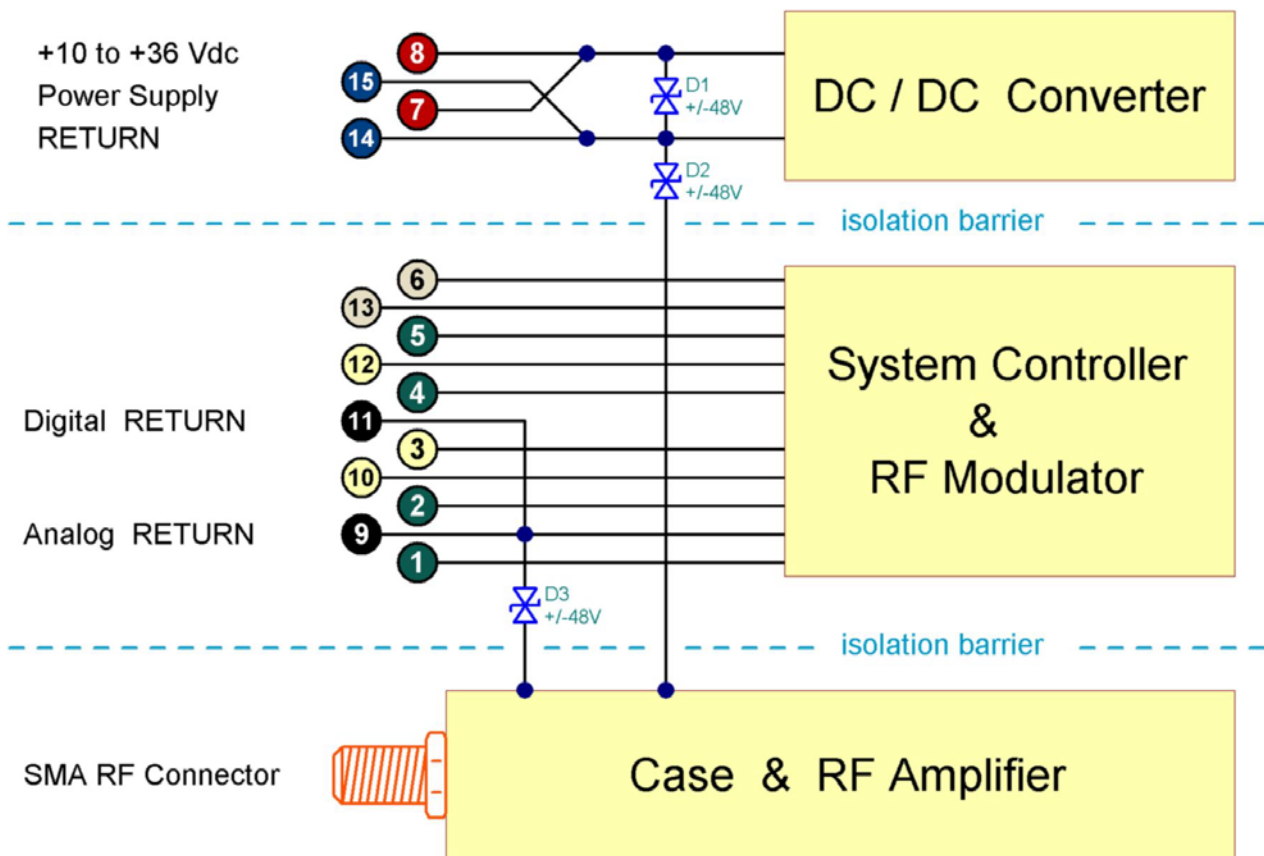 +10 to +36 Vdc
Power Supply
RETURN
8
15
7
14
D1
+/-48V
DC / DC Converter
D2
+/-48V
isolation barrier
6
13
5
12
4
Digital RETURN
11
3
10
2
Analog RETURN
9
1
System Controller
&
RF Modulator
D3
+/-48V
isolation barrier
SMA RF Connector
Case & RF Amplifier